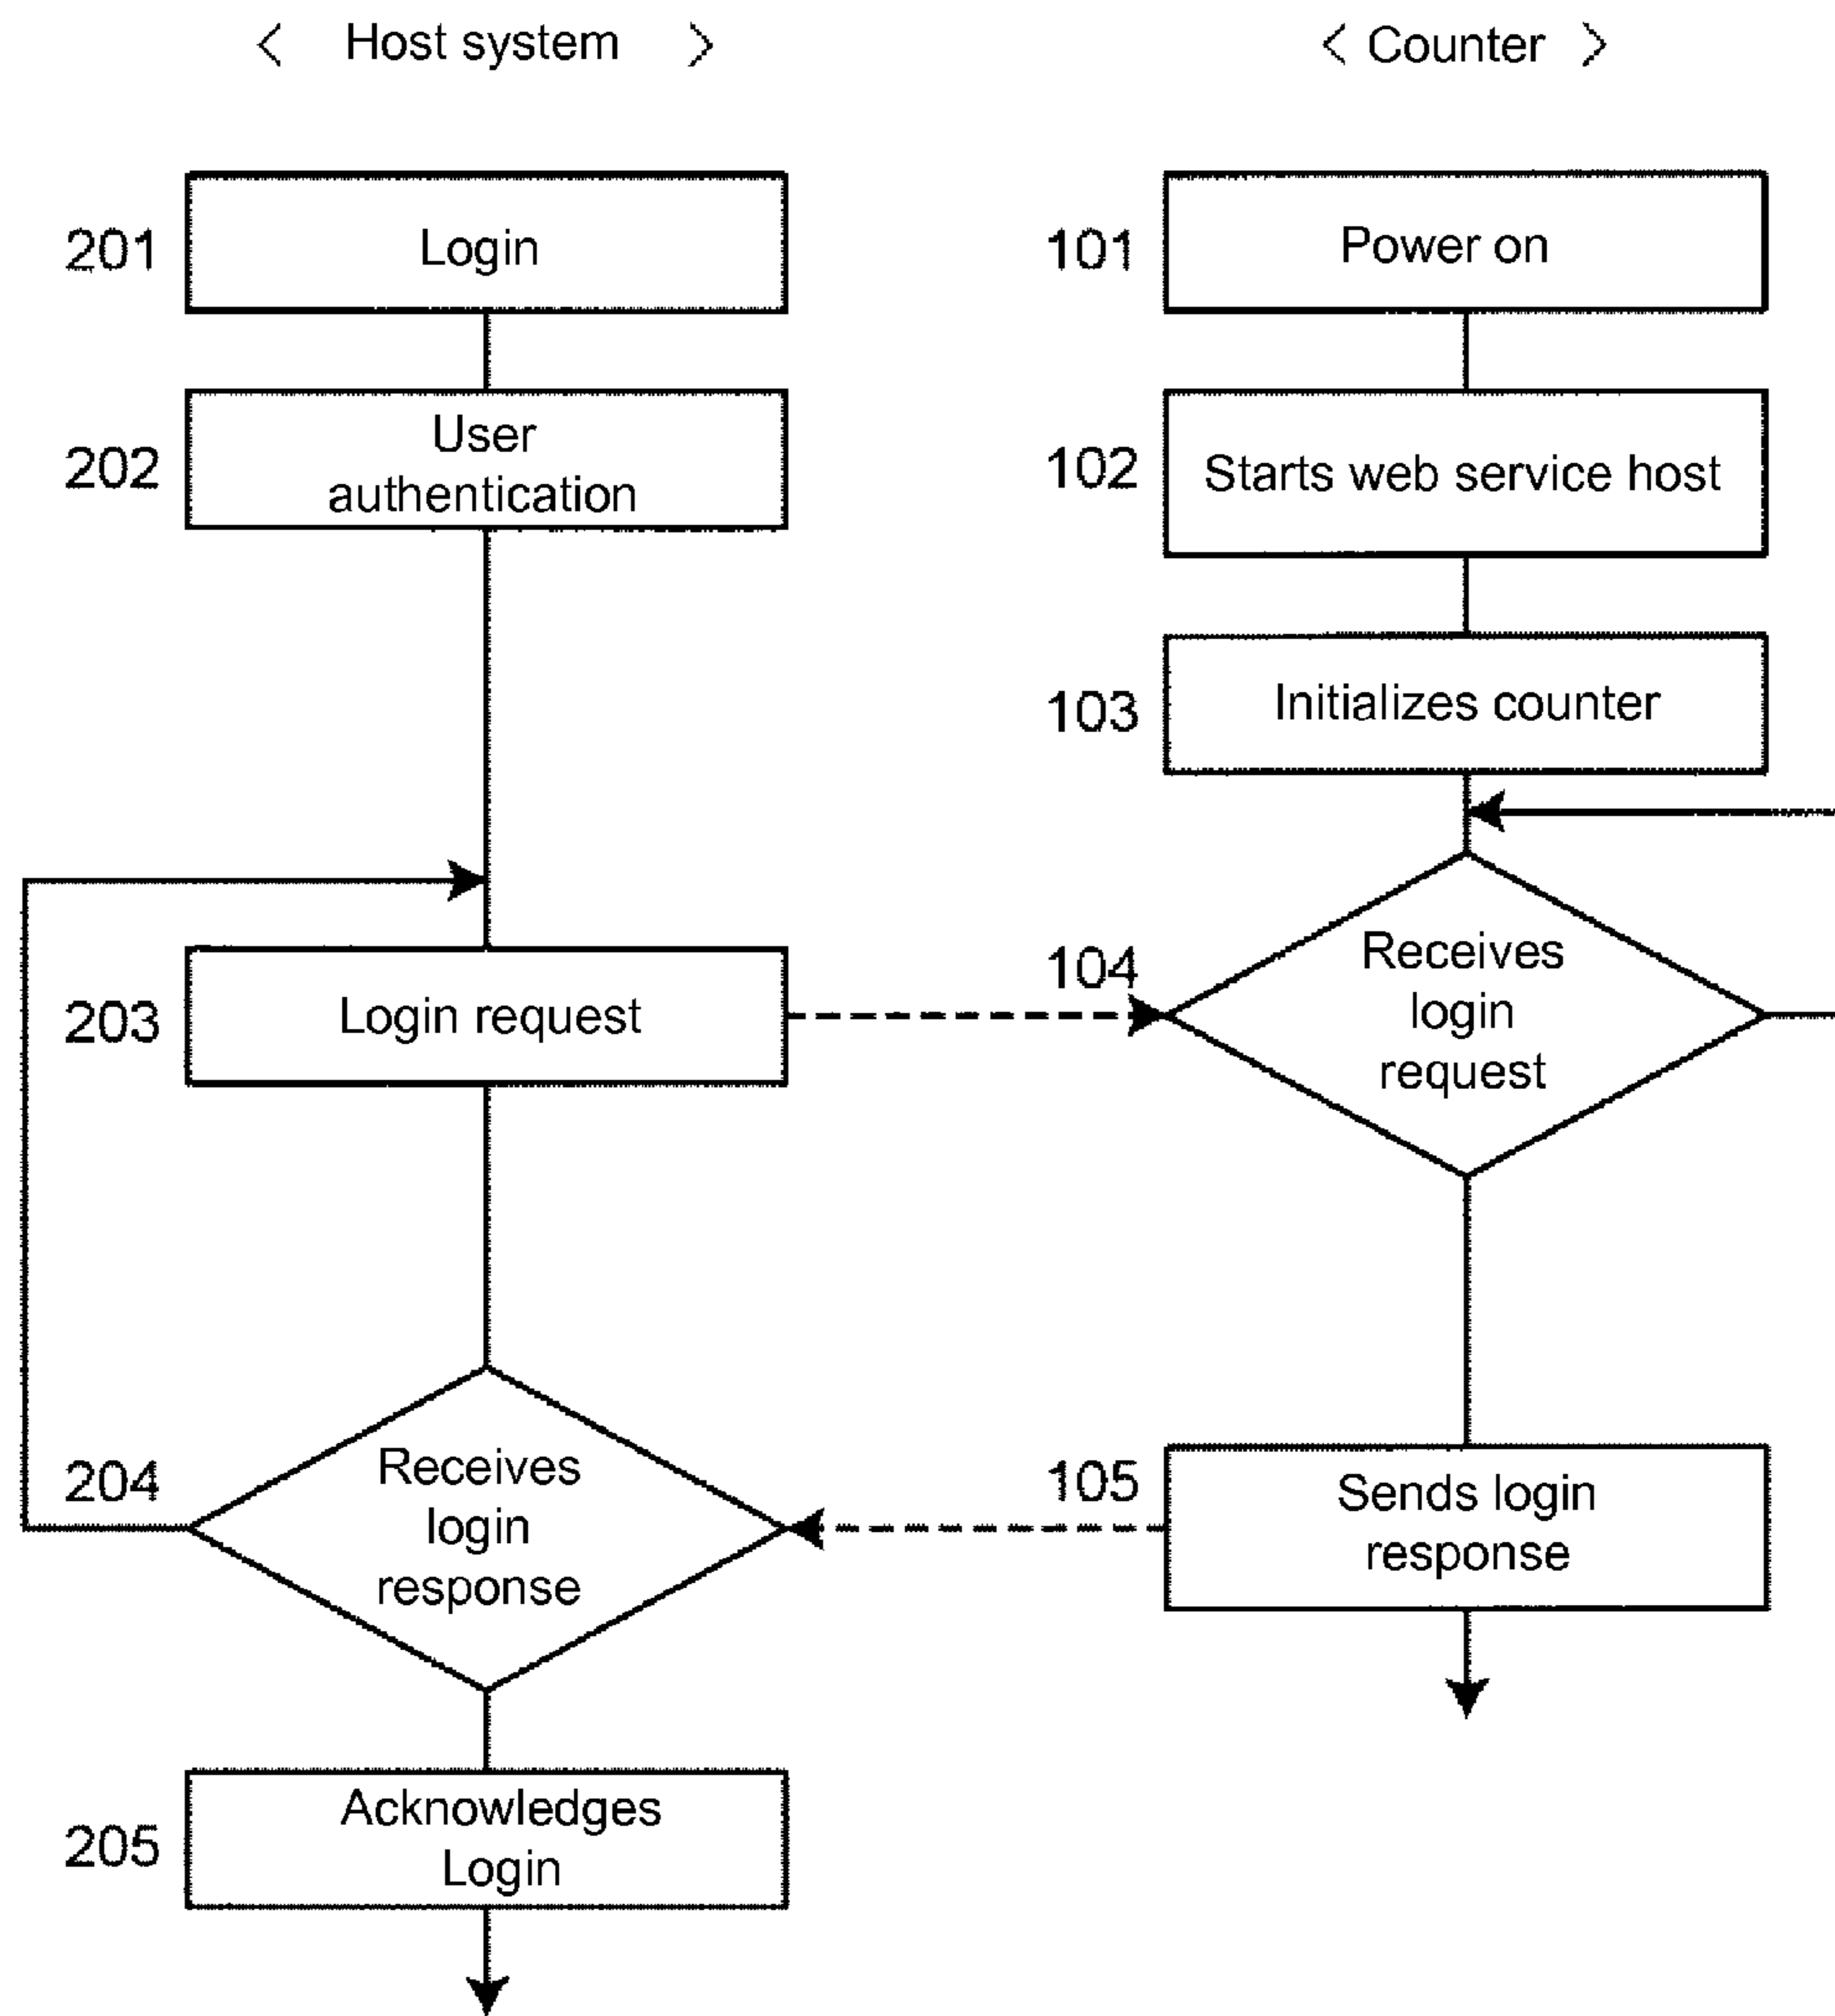 < Host system >
201
Login
202
User
authentication
203
Login request
204
Receives
login
response
205
Acknowledges
Login
< Counter >
101
Power on
102
Starts web service host
103
Initializes counter
104
Receives
login
request
105
Sends login
response